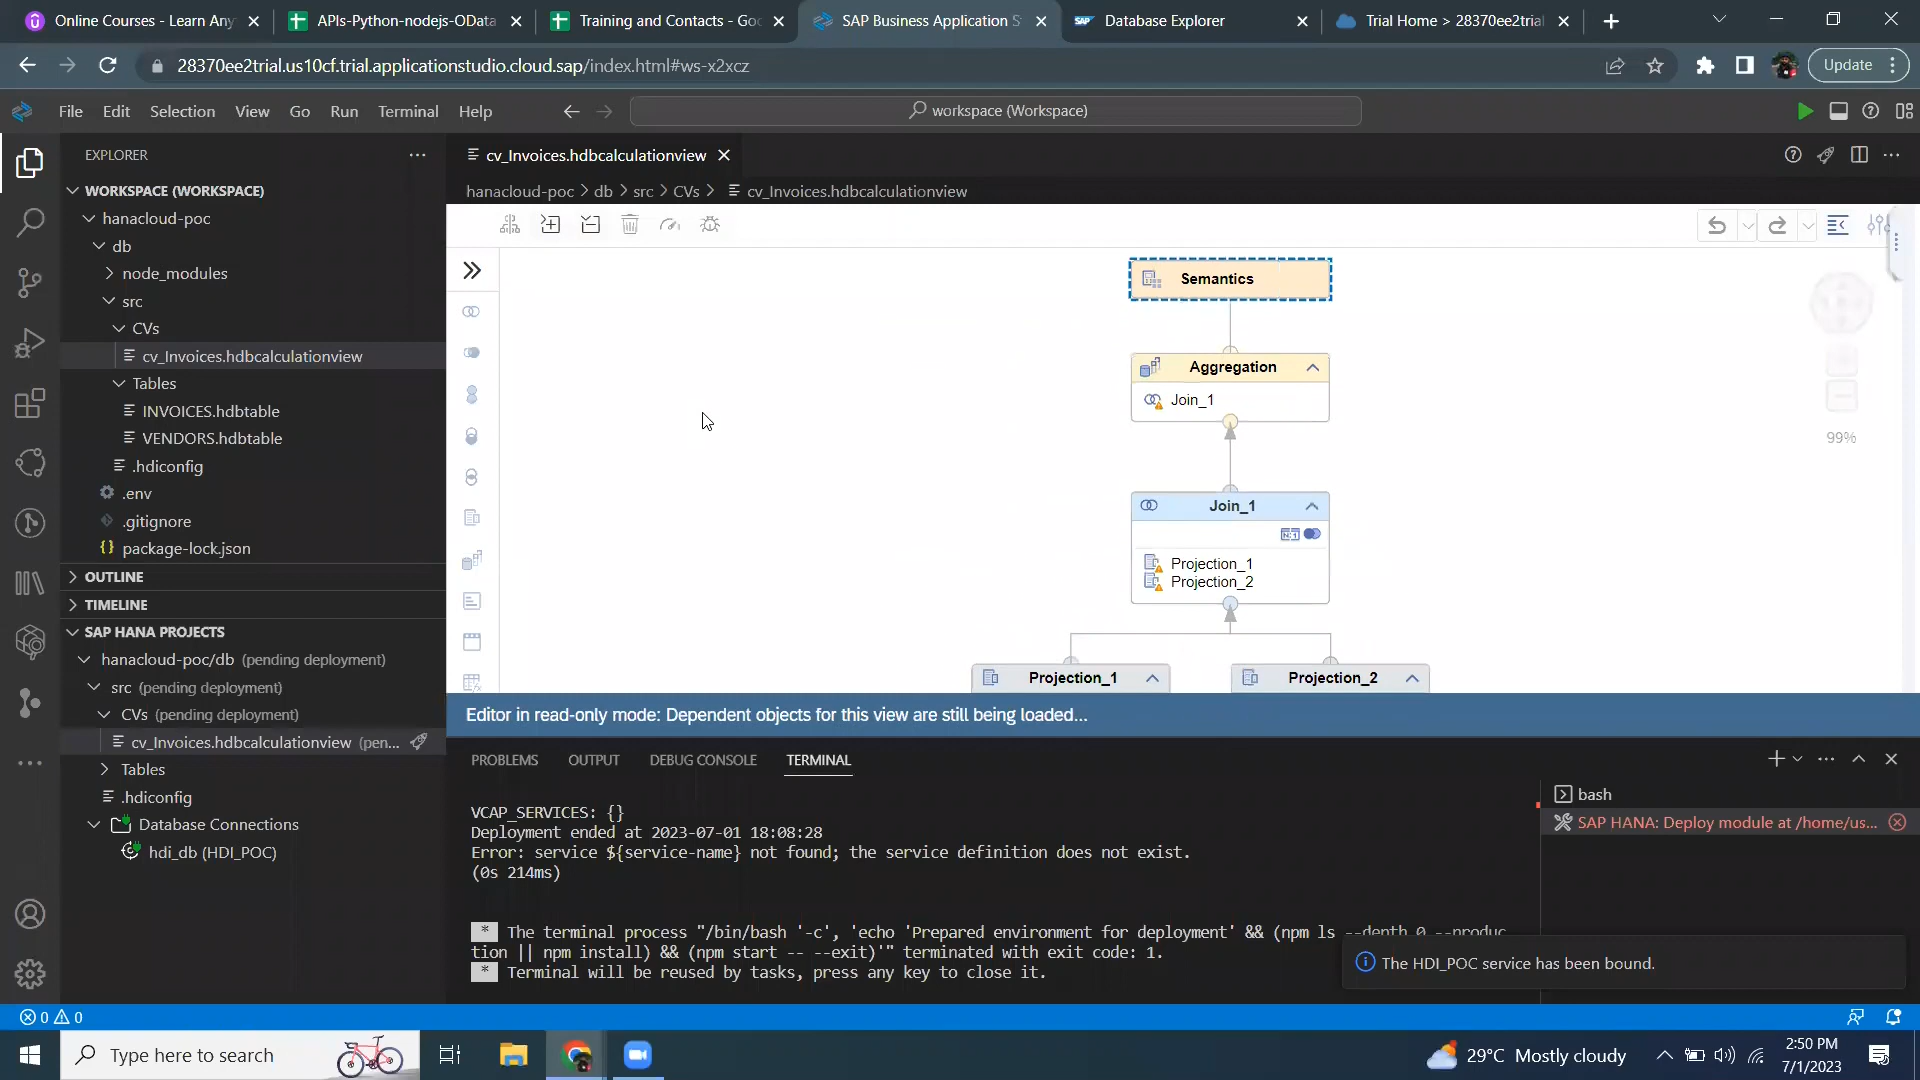 Online Courses - Learn Any
APIs-Python-nodejs-OData
Training and Contacts - Goo
SAP Business Application S
SAP
Database Explorer
Trial Home > 28370ee2trial
28370ee2trial.us10cf.trial.applicationstudio.cloud.sap/index.html#ws-x2xcz
Update
File Edit Selection View Go Run Terminal Help
workspace (Workspace)
EXPLORER
cv_Invoices.hdbcalculationview
WORKSPACE (WORKSPACE)
hanacloud-poc > db > src > CVs > cv_Invoices.hdbcalculationview
hanacloud-poc
db
node_modules
src
CVs
cv_Invoices.hdbcalculationview
Tables
INVOICES.hdbtable
VENDORS.hdbtable
.hdiconfig
.env
.gitignore
package-lock.json
OUTLINE
TIMELINE
SAP HANA PROJECTS
hanacloud-poc/db (pending deployment)
src (pending deployment)
CVs (pending deployment)
cv_Invoices.hdbcalculationview (pen...
Tables
.hdiconfig
Database Connections
hdi_db (HDI_POC)
Semantics
Aggregation
Join_1
Join_1
N:1
Projection_1
Projection_2
Projection_1
Projection_2
99%
Editor in read-only mode: Dependent objects for this view are still being loaded...
PROBLEMS OUTPUT DEBUG CONSOLE TERMINAL
VCAP_SERVICES: {}
Deployment ended at 2023-07-01 18:08:28
Error: service ${service-name} not found; the service definition does not exist.
(0s 214ms)
* The terminal process "/bin/bash '-c', 'echo 'Prepared environment for deployment' && (npm ls --depth 0 --produc
tion || npm install) && (npm start -- --exit)'" terminated with exit code: 1.
* Terminal will be reused by tasks, press any key to close it.
bash
SAP HANA: Deploy module at /home/us...
The HDI_POC service has been bound.
0 0
Type here to search
29°C Mostly cloudy
2:50 PM
7/1/2023